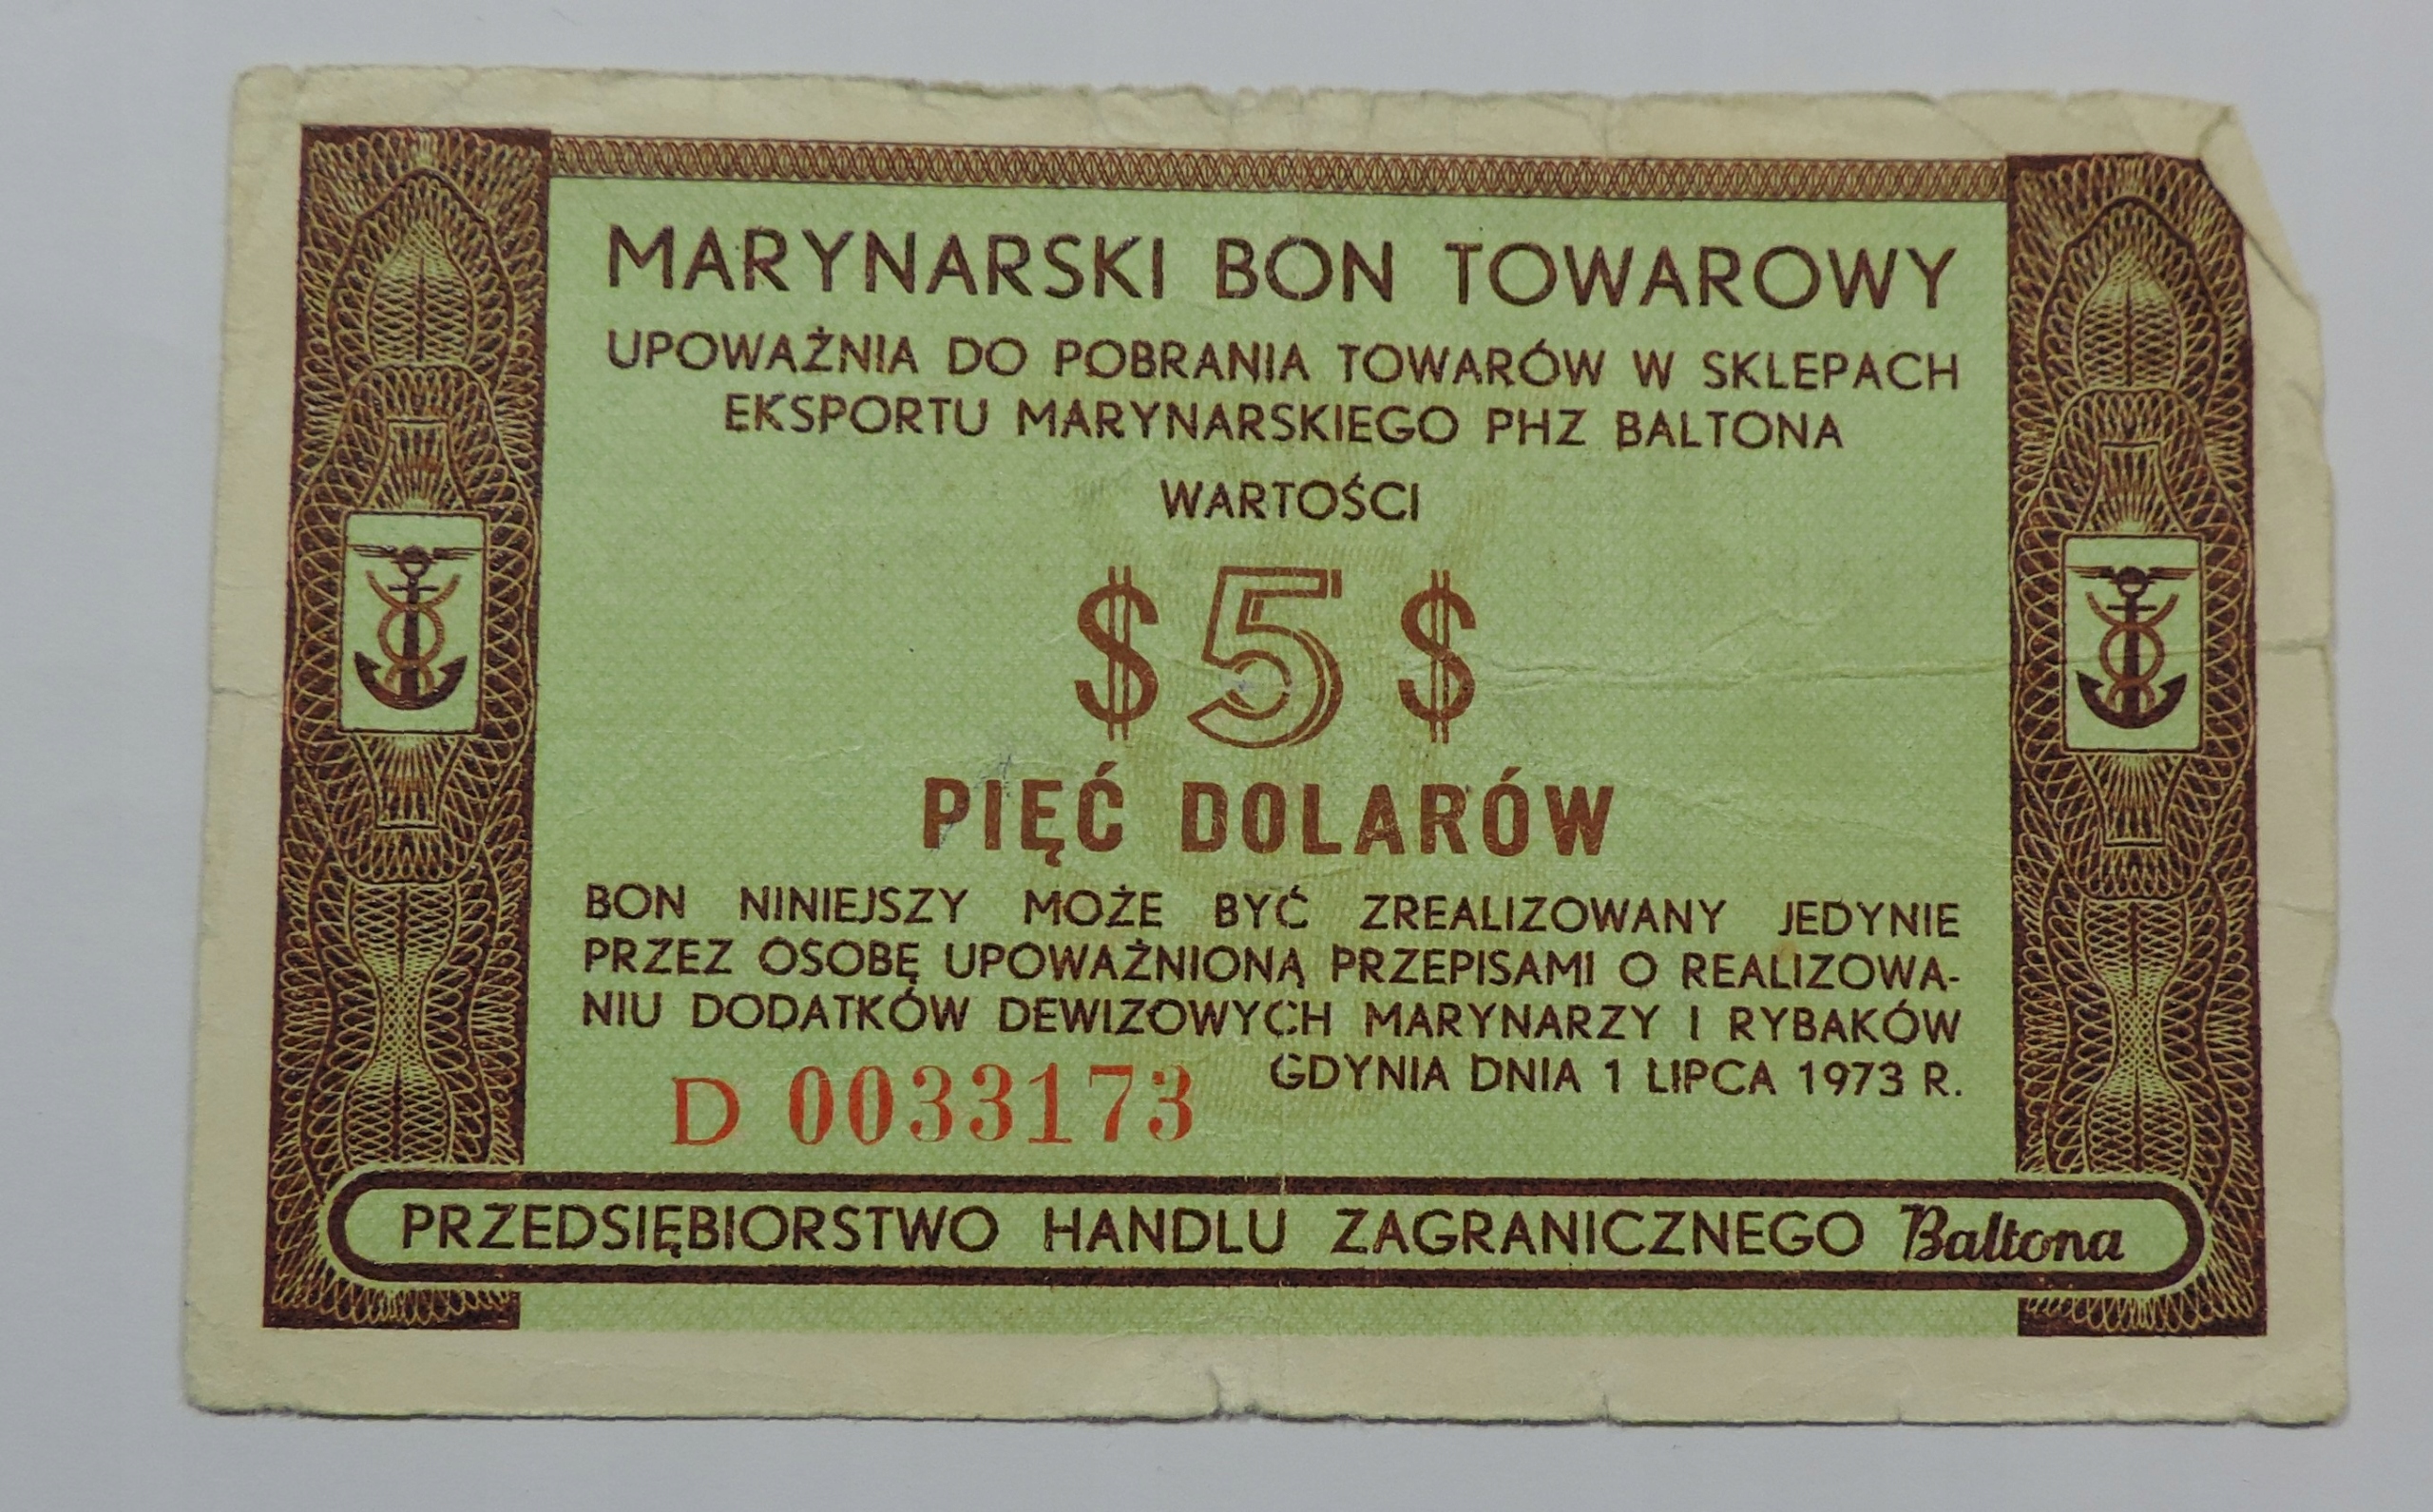 MARYNARSKI BON TOWAROWY
UPOWAŻNIA DO POBRANIA TOWARÓW W SKLEPACH
EKSPORTU MARYNARSKIEGO PHZ BALTONA
WARTOŚCI
$ 5 $
PIĘĆ DOLARÓW
BON NINIEJSZY MOŻE BYĆ ZREALIZOWANY JEDYNIE
PRZEZ OSOBĘ UPOWAŻNIONĄ PRZEPISAMI O REALIZOWA-
NIU DODATKÓW DEWIZOWYCH MARYNARZY I RYBAKÓW
GDYNIA DNIA 1 LIPCA 1973 R.
D 0033173
PRZEDSIĘBIORSTWO HANDLU ZAGRANICZNEGO Baltona